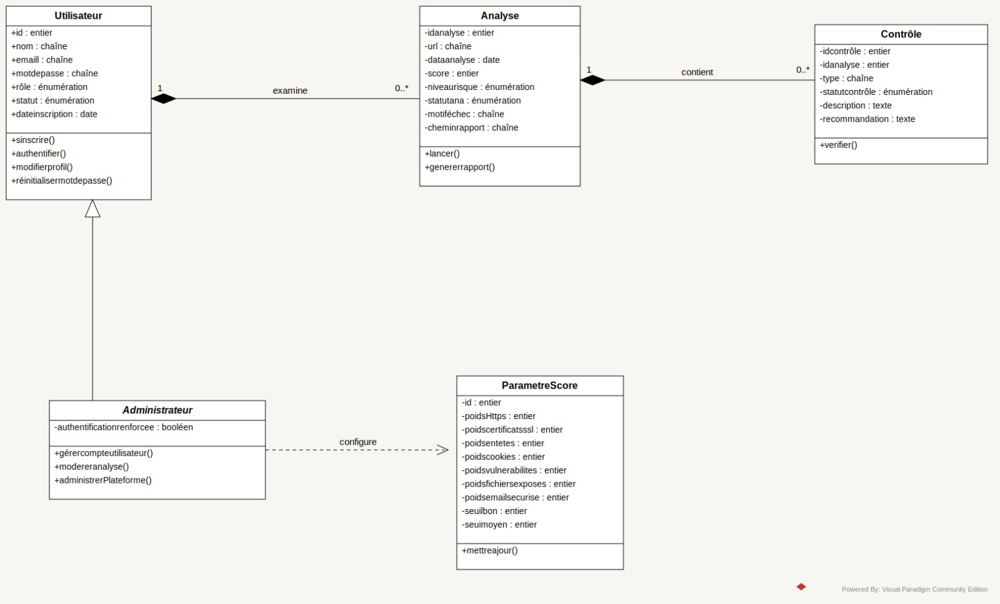 Utilisateur
+id : entier
+nom : chaîne
+emaill : chaîne
+motdepasse : chaîne
+rôle : énumération
+statut : énumération
+dateinscription : date
+sinscrire()
+authentifier()
+modifierprofil()
+réinitialisermotdepasse()
1
examine
0..*
Analyse
-idanalyse : entier
-url : chaîne
-dataanalyse : date
-score : entier
-niveaurisque : énumération
-statutana : énumération
-motiféchec : chaîne
-cheminrapport : chaîne
+lancer()
+genererrapport()
1
contient
0..*
Contrôle
-idcontrôle : entier
-idanalyse : entier
-type : chaîne
-statutcontrôle : énumération
-description : texte
-recommandation : texte
+verifier()
Administrateur
-authentificationrenforcee : booléen
+gérercompteutilisateur()
+modereranalyse()
+administrerPlateforme()
configure
ParametreScore
-id : entier
-poidsHttps : entier
-poidscertificatsssl : entier
-poidsentetes : entier
-poidscookies : entier
-poidsvulnerabilites : entier
-poidsfichiersexposes : entier
-poidsemailsecurise : entier
-seuilbon : entier
-seuimoyen : entier
+mettreajour()
Powered By: Visual Paradigm Community Edition